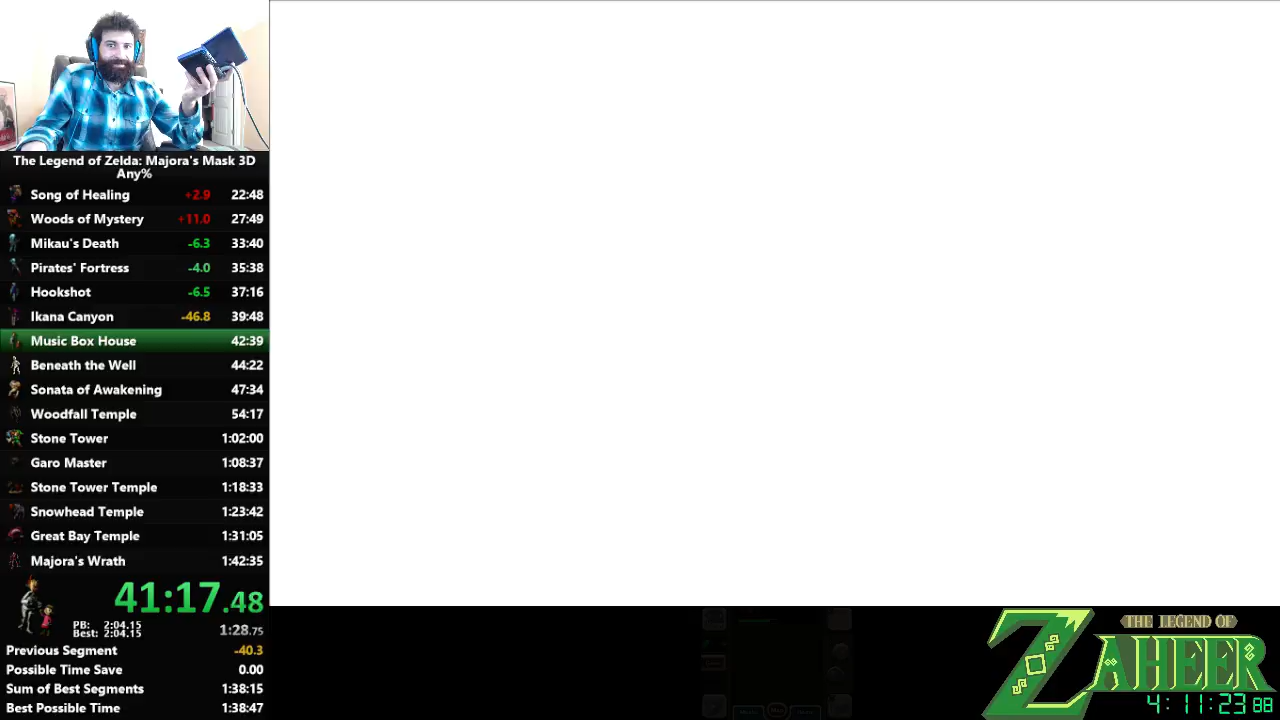 The Legend of Zelda: Majora's Mask 3D
Any%
Song of Healing +2.9 22:48
Woods of Mystery +11.0 27:49
Mikau's Death -6.3 33:40
Pirates' Fortress -4.0 35:38
Hookshot -6.5 37:16
Ikana Canyon -46.8 39:48
Music Box House 42:39
Beneath the Well 44:22
Sonata of Awakening 47:34
Woodfall Temple 54:17
Stone Tower 1:02:00
Garo Master 1:08:37
Stone Tower Temple 1:18:33
Snowhead Temple 1:23:42
Great Bay Temple 1:31:05
Majora's Wrath 1:42:35
41:17.48
PB: 2:04.15
Best: 2:04.15
1:28.75
Previous Segment -40.3
Possible Time Save 0.00
Sum of Best Segments 1:38:15
Best Possible Time 1:38:47
THE LEGEND OF
ZAHEER
4:11:23 88